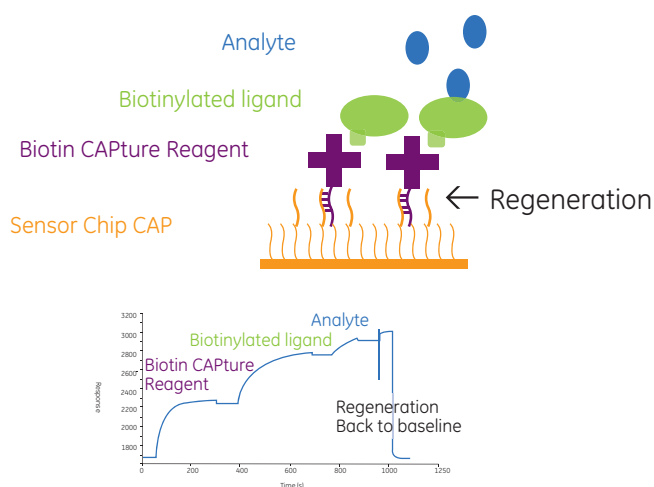 Analyte
Biotinylated ligand
Biotin CAPture Reagent
Regeneration
Sensor Chip CAP
3200
Analyte
3000
Biotinylated ligand
2800
Biotin CAPture
2600
Reagent
2400
Response
Regeneration
2200
Back to baseline
2000
1800
0
200
400
600
800
1000
1250
Time (s)